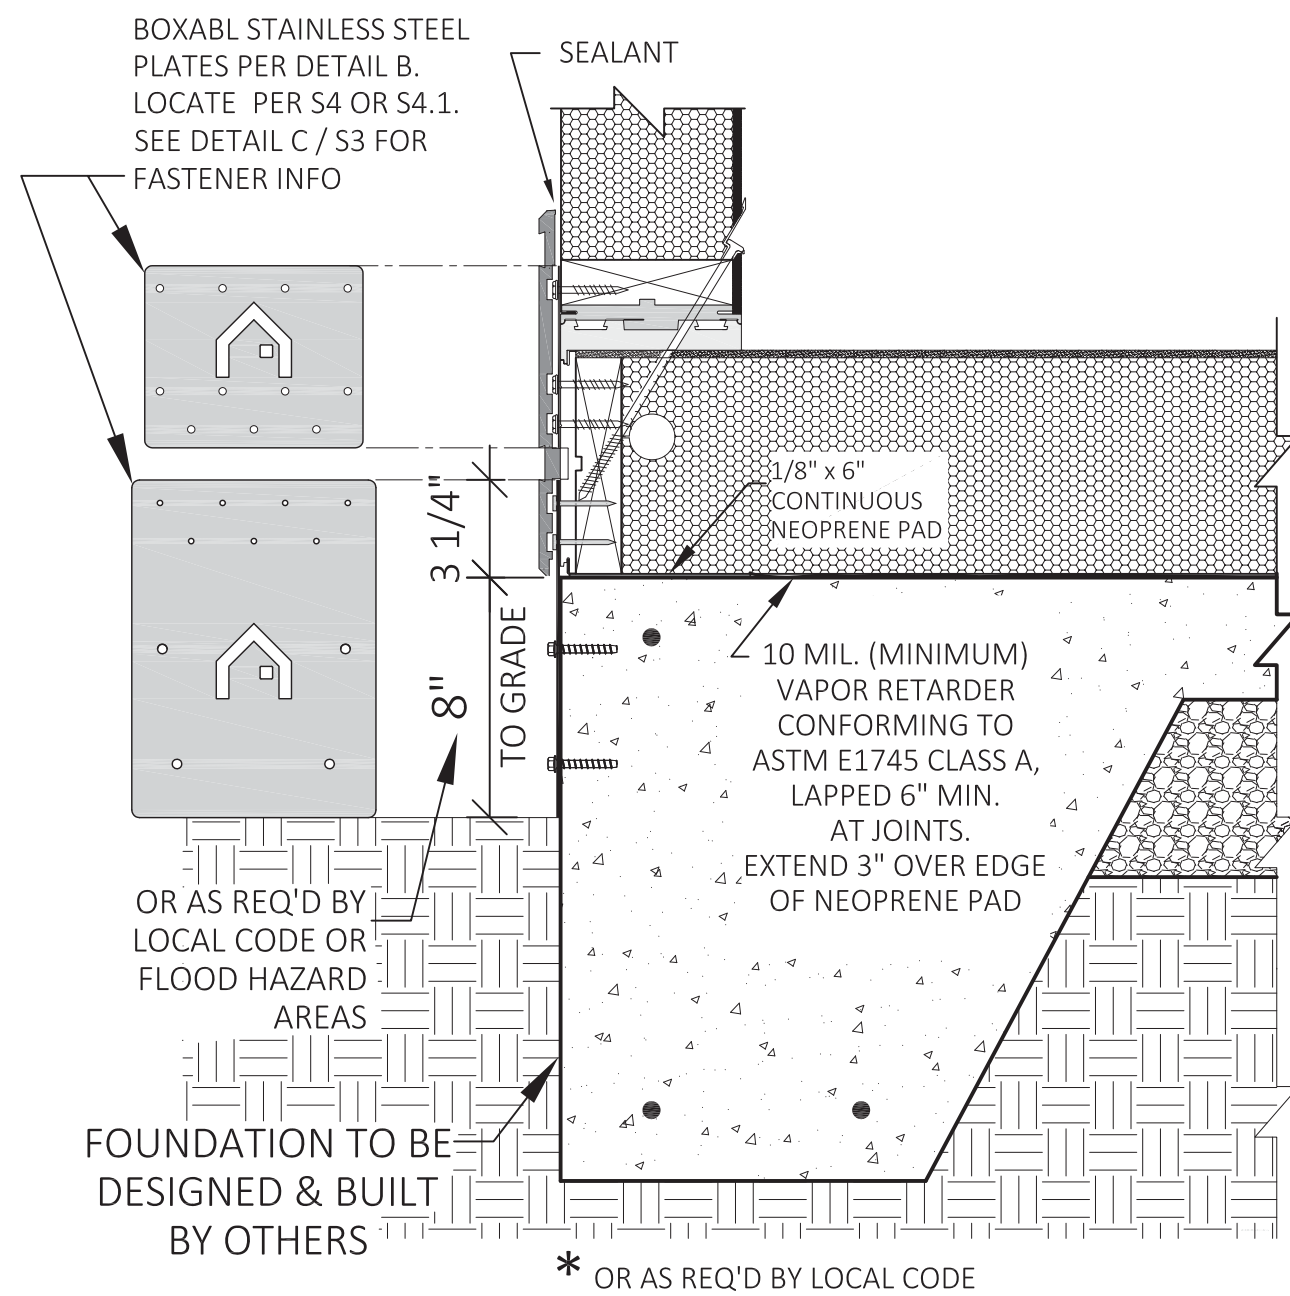 BOXABL STAINLESS STEEL
PLATES PER DETAIL B.
LOCATE PER S4 OR S4.1.
SEE DETAIL C / S3 FOR
FASTENER INFO
SEALANT
1/8" x 6"
CONTINUOUS
NEOPRENE PAD
3 1/4"
8"
TO GRADE
10 MIL. (MINIMUM)
VAPOR RETARDER
CONFORMING TO
ASTM E1745 CLASS A,
LAPPED 6" MIN.
AT JOINTS.
EXTEND 3" OVER EDGE
OF NEOPRENE PAD
OR AS REQ'D BY
LOCAL CODE OR
FLOOD HAZARD
AREAS
FOUNDATION TO BE
DESIGNED & BUILT
BY OTHERS
* OR AS REQ'D BY LOCAL CODE